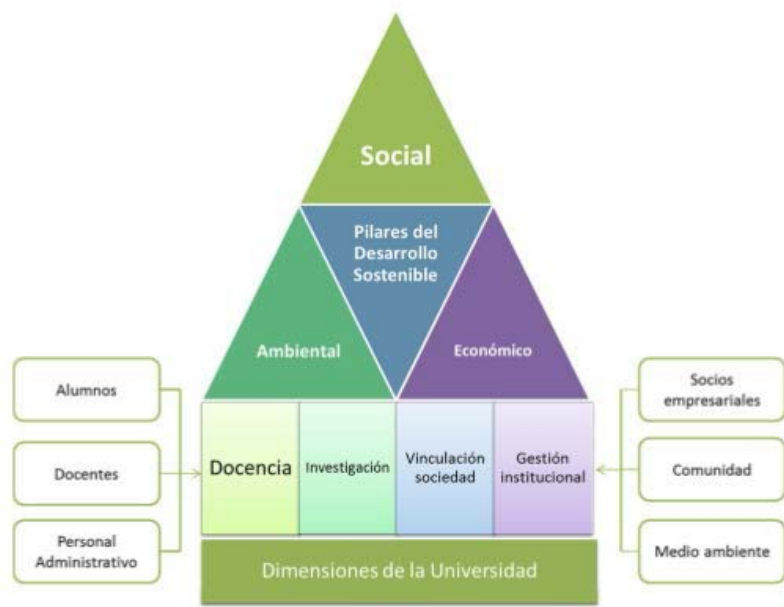 Social
Pilares del
Desarrollo
Sostenible
Ambiental
Económico
Alumnos
Docentes
Personal
Administrativo
Docencia
Investigación
Vinculación
sociedad
Gestión
institucional
Socios
empresariales
Comunidad
Medio ambiente
Dimensiones de la Universidad